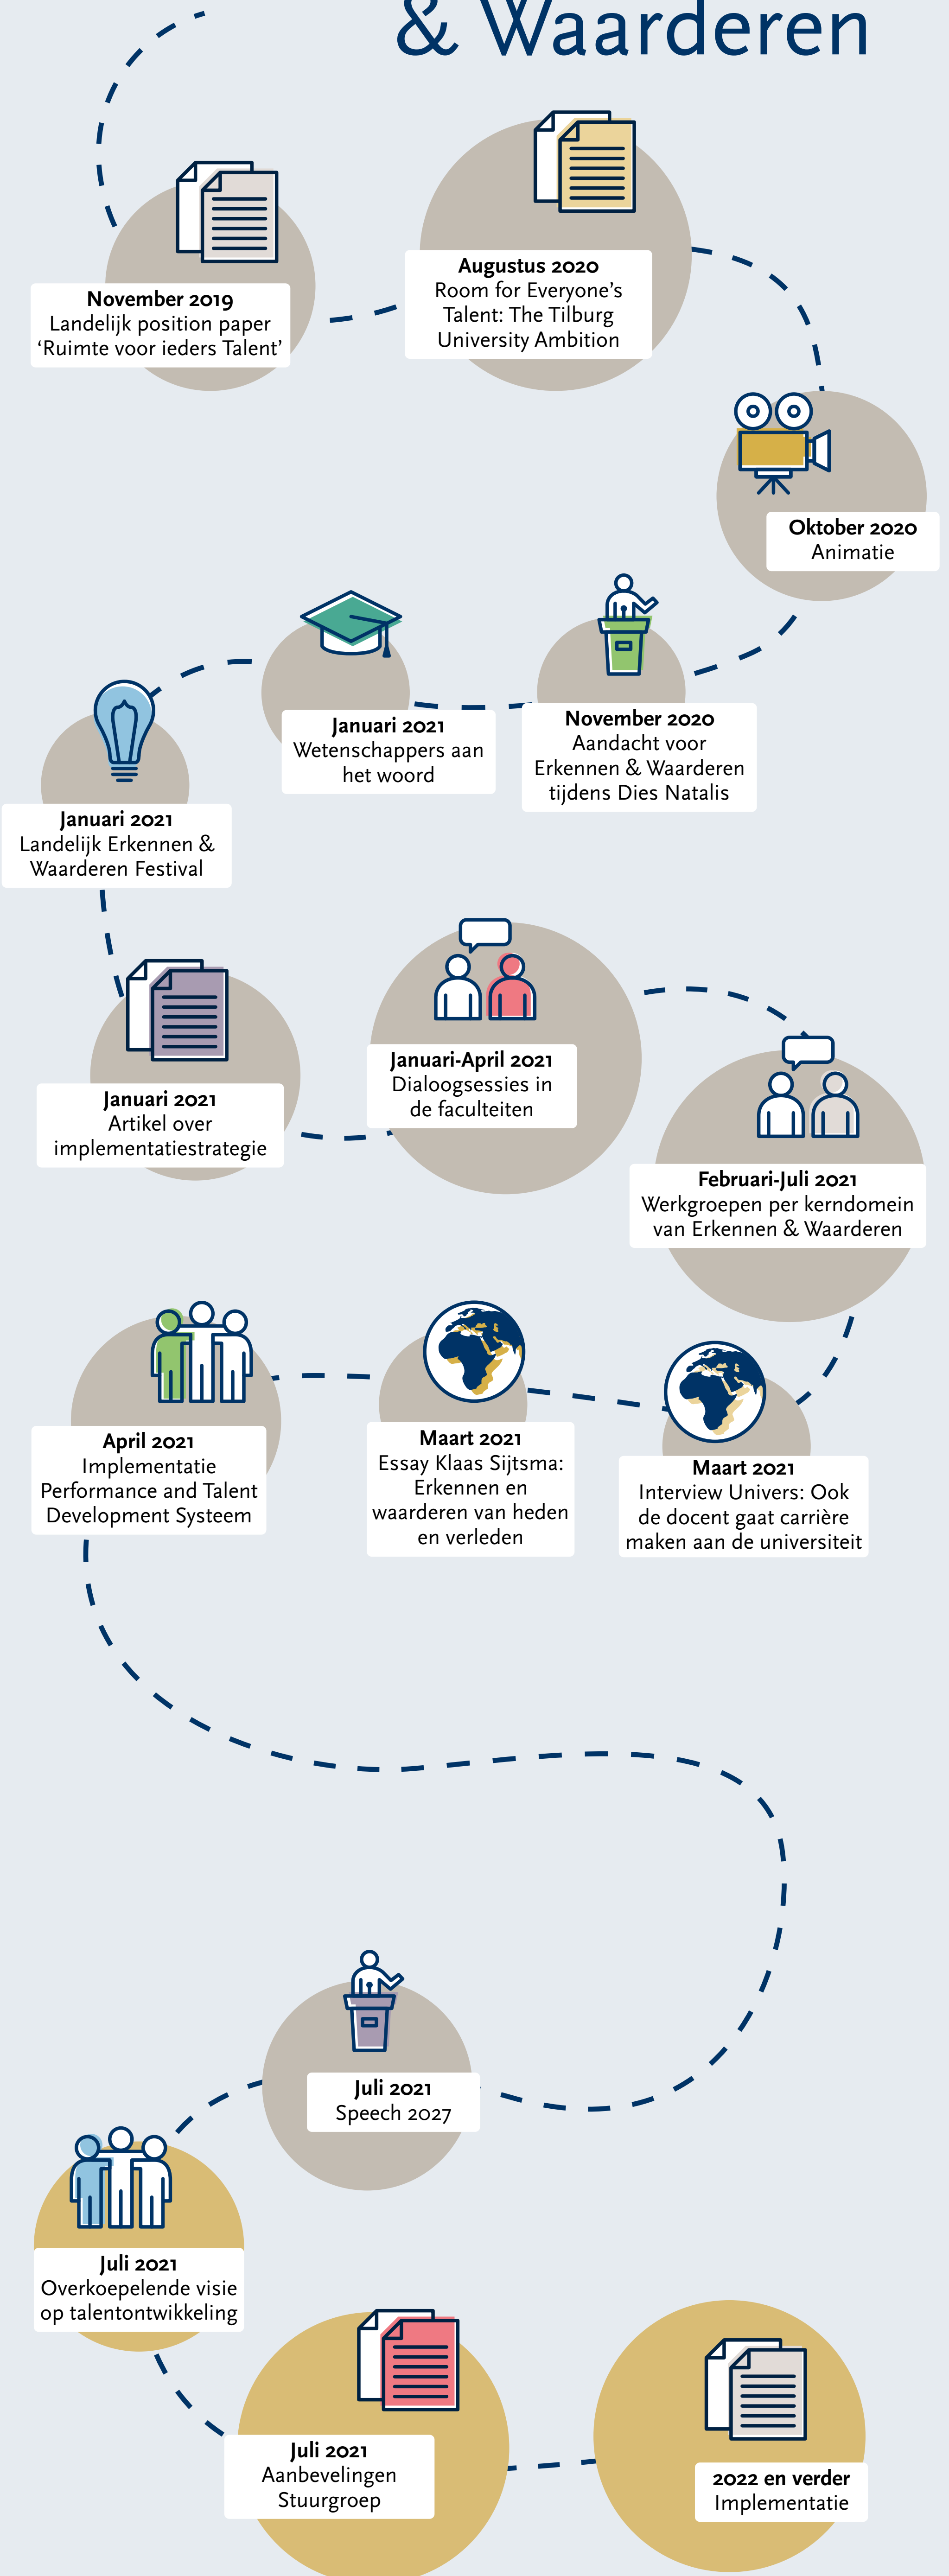 & Waarderen
November 2019
Landelijk position paper
‘Ruimte voor ieders Talent’
Augustus 2020
Room for Everyone’s
Talent: The Tilburg
University Ambition
Oktober 2020
Animatie
November 2020
Aandacht voor
Erkennen & Waarderen
tijdens Dies Natalis
Januari 2021
Wetenschappers aan
het woord
Januari 2021
Landelijk Erkennen &
Waarderen Festival
Januari 2021
Artikel over
implementatiestrategie
Januari-April 2021
Dialoogsessies in
de faculteiten
Februari-Juli 2021
Werkgroepen per kerndomein
van Erkennen & Waarderen
Maart 2021
Interview Univers: Ook
de docent gaat carrière
maken aan de universiteit
Maart 2021
Essay Klaas Sijtsma:
Erkennen en
waarderen van heden
en verleden
April 2021
Implementatie
Performance and Talent
Development Systeem
Juli 2021
Speech 2027
Juli 2021
Overkoepelende visie
op talentontwikkeling
Juli 2021
Aanbevelingen
Stuurgroep
2022 en verder
Implementatie